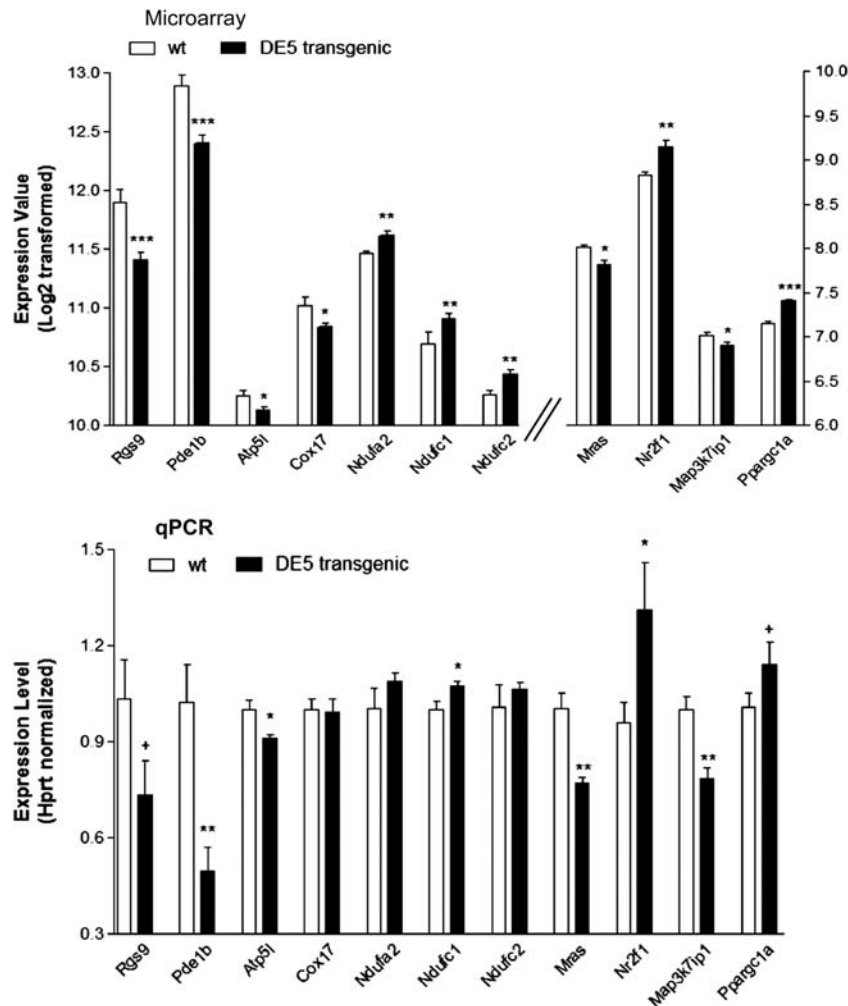 Microarray
wt DE5 transgenic
Expression Value
(Log2 transformed)
13.0
12.5
12.0
11.5
11.0
10.5
10.0
10.0
9.5
9.0
8.5
8.0
7.5
7.0
6.5
6.0
*** *** * * ** ** ** * ** * ***
Rgs9 Pde1b Atp5l Cox17 Ndufa2 Ndufc1 Ndufc2 Mras Nr2f1 Map3k7ip1 Ppargc1a
qPCR
wt DE5 transgenic
Expression Level
(Hprt normalized)
1.5
1.2
0.9
0.6
0.3
+ ** * * ** * ** +
Rgs9 Pde1b Atp5l Cox17 Ndufa2 Ndufc1 Ndufc2 Mras Nr2f1 Map3k7ip1 Ppargc1a